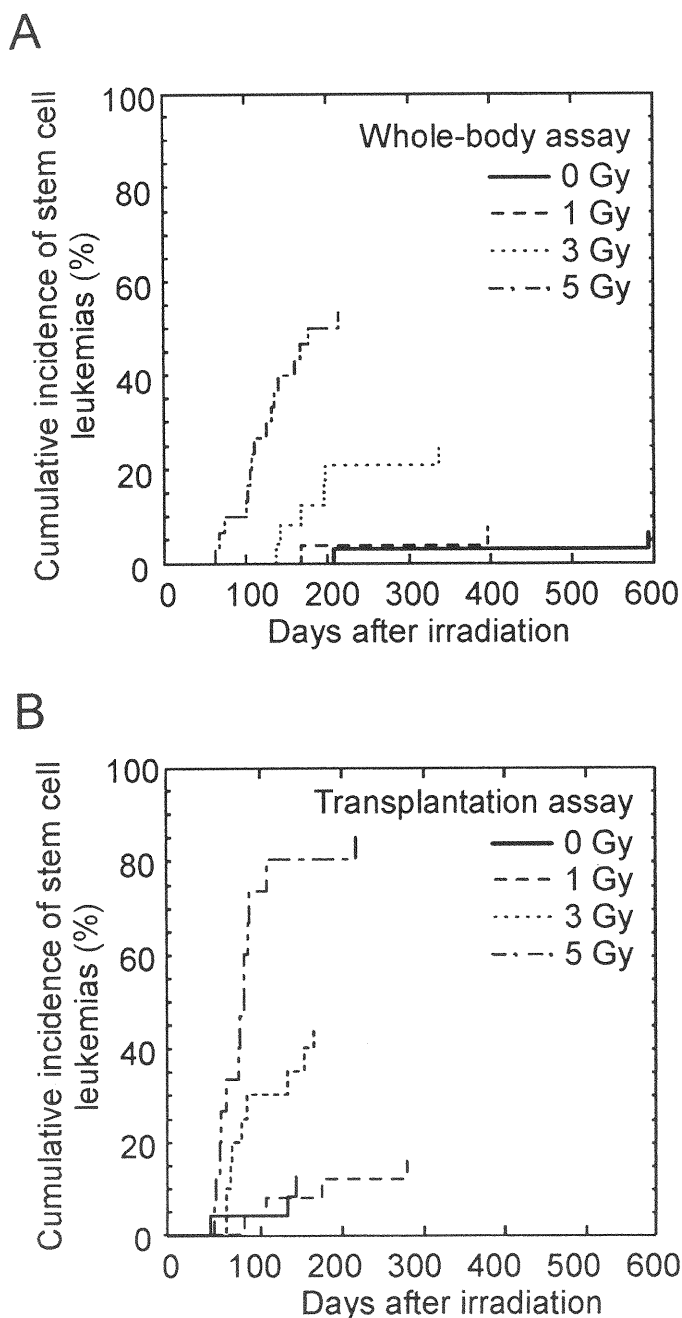 A
Cumulative incidence of stem cell
leukemias (%)
100
80
60
40
20
0
Whole-body assay
0 Gy
1 Gy
3 Gy
5 Gy
0 100 200 300 400 500 600
Days after irradiation
B
Cumulative incidence of stem cell
leukemias (%)
100
80
60
40
20
0
Transplantation assay
0 Gy
1 Gy
3 Gy
5 Gy
0 100 200 300 400 500 600
Days after irradiation